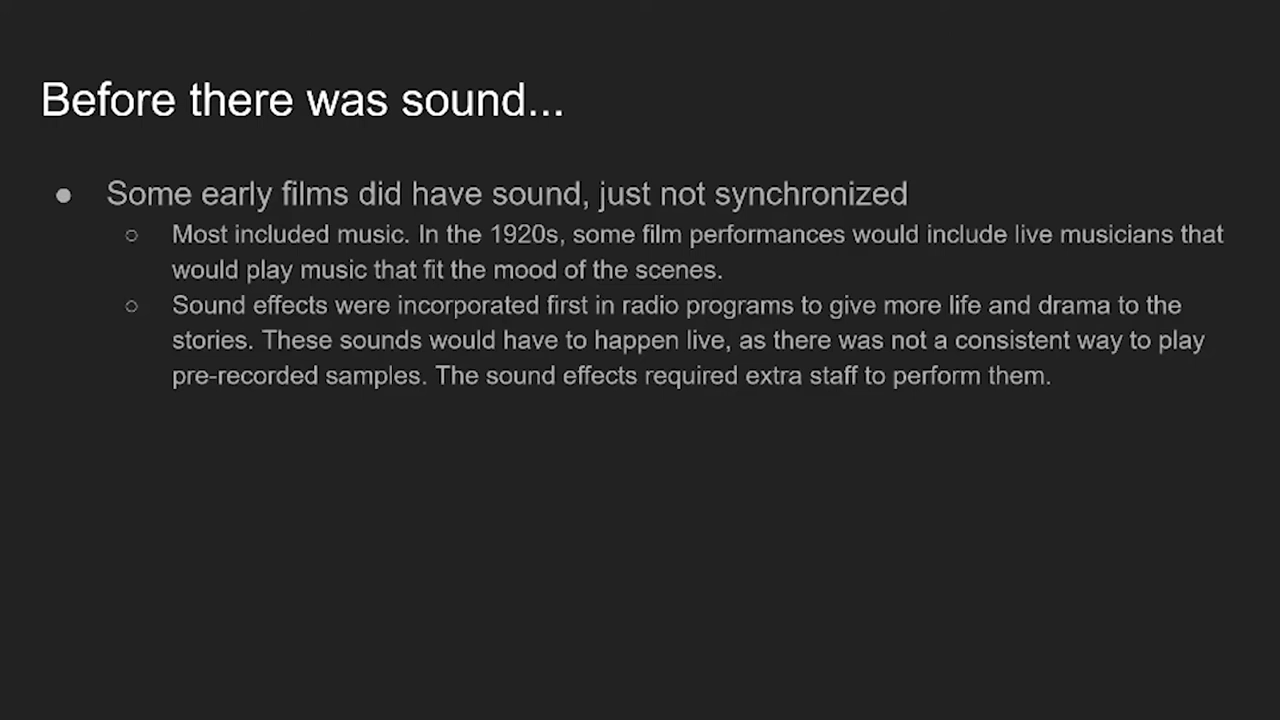 Before there was sound...
● Some early films did have sound, just not synchronized
○ Most included music. In the 1920s, some film performances would include live musicians that
would play music that fit the mood of the scenes.
○ Sound effects were incorporated first in radio programs to give more life and drama to the
stories. These sounds would have to happen live, as there was not a consistent way to play
pre-recorded samples. The sound effects required extra staff to perform them.